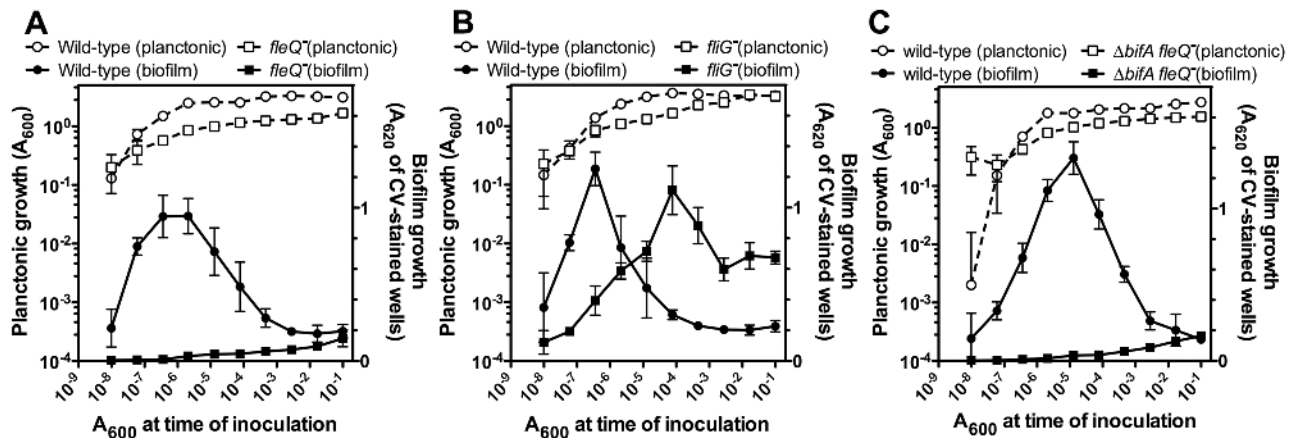 A
Wild-type (planctonic) fleQ⁻(planctonic)
Wild-type (biofilm) fleQ⁻(biofilm)
Planctonic growth (A₆₀₀)
10⁰
10⁻¹
10⁻²
10⁻³
10⁻⁴
1
0
Biofilm growth
(A₆₂₀ of CV-stained wells)
10⁻⁹ 10⁻⁸ 10⁻⁷ 10⁻⁶ 10⁻⁵ 10⁻⁴ 10⁻³ 10⁻² 10⁻¹
A₆₀₀ at time of inoculation
B
Wild-type (planctonic) fliG⁻(planctonic)
Wild-type (biofilm) fliG⁻(biofilm)
Planctonic growth (A₆₀₀)
10⁰
10⁻¹
10⁻²
10⁻³
10⁻⁴
1
0
Biofilm growth
(A₆₂₀ of CV-stained wells)
10⁻⁹ 10⁻⁸ 10⁻⁷ 10⁻⁶ 10⁻⁵ 10⁻⁴ 10⁻³ 10⁻² 10⁻¹
A₆₀₀ at time of inoculation
C
wild-type (planctonic) ΔbifA fleQ⁻(planctonic)
wild-type (biofilm) ΔbifA fleQ⁻(biofilm)
Planctonic growth (A₆₀₀)
10⁰
10⁻¹
10⁻²
10⁻³
10⁻⁴
1
0
Biofilm growth
(A₆₂₀ of CV-stained wells)
10⁻⁹ 10⁻⁸ 10⁻⁷ 10⁻⁶ 10⁻⁵ 10⁻⁴ 10⁻³ 10⁻² 10⁻¹
A₆₀₀ at time of inoculation